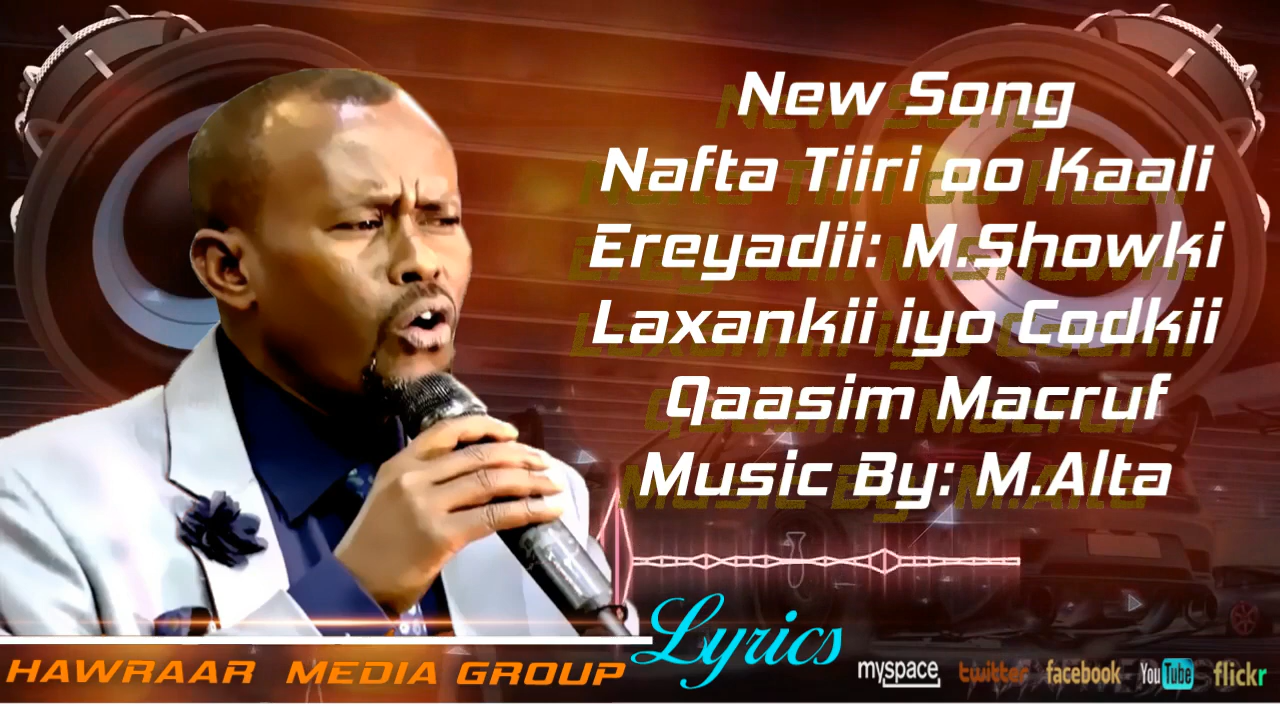 New Song
Nafta Tiiri oo Kaali
Ereyadii: M.Showki
Laxankii iyo Codkii
Qaasim Macruf
Music By: M.Alta
Lyrics
HAWRAAR MEDIA GROUP
myspace twitter facebook YouTube flickr